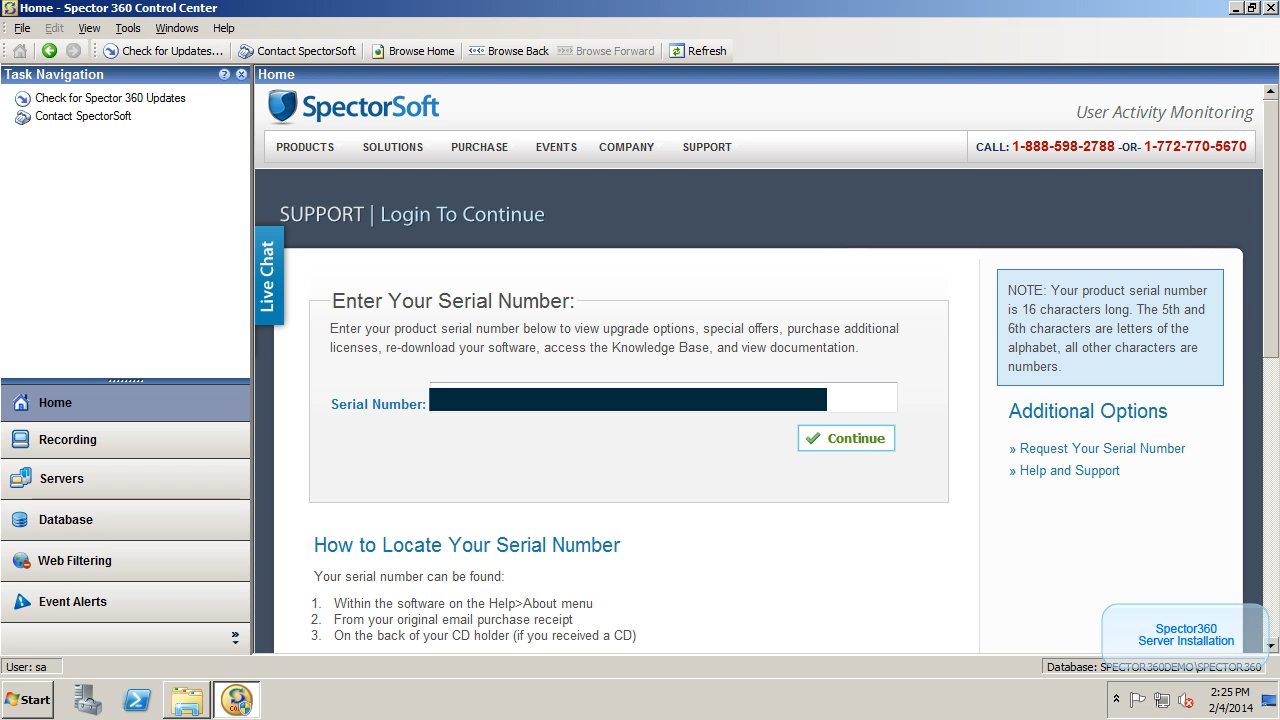 Home - Spector 360 Control Center
File Edit View Tools Windows Help
Check for Updates... Contact SpectorSoft Browse Home Browse Back Browse Forward Refresh
Task Navigation
Check for Spector 360 Updates
Contact SpectorSoft
Home
Recording
Servers
Database
Web Filtering
Event Alerts
Home
SpectorSoft
User Activity Monitoring
PRODUCTS SOLUTIONS PURCHASE EVENTS COMPANY SUPPORT
CALL: 1-888-598-2788 -OR- 1-772-770-5670
SUPPORT | Login To Continue
Live Chat
Enter Your Serial Number:
Enter your product serial number below to view upgrade options, special offers, purchase additional
licenses, re-download your software, access the Knowledge Base, and view documentation.
Serial Number:
Continue
How to Locate Your Serial Number
Your serial number can be found:
1. Within the software on the Help>About menu
2. From your original email purchase receipt
3. On the back of your CD holder (if you received a CD)
NOTE: Your product serial number
is 16 characters long. The 5th and
6th characters are letters of the
alphabet, all other characters are
numbers.
Additional Options
» Request Your Serial Number
» Help and Support
Spector360
Server Installation
User: sa
Database: SPECTOR360DEMO\SPECTOR360
Start
2:25 PM
2/4/2014